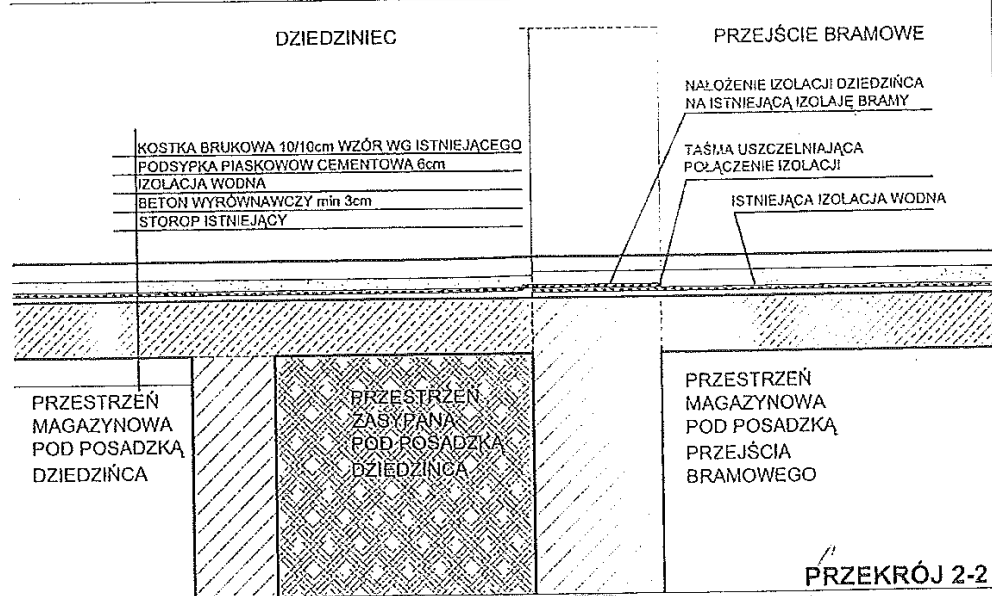 DZIEDZINIEC
PRZEJŚCIE BRAMOWE
NAŁOŻENIE IZOLACJI DZIEDZIŃCA
NA ISTNIEJĄCĄ IZOLAJĘ BRAMY
KOSTKA BRUKOWA 10/10cm WZÓR WG ISTNIEJĄCEGO
PODSYPKA PIASKOWOW CEMENTOWA 6cm
IZOLACJA WODNA
BETON WYRÓWNAWCZY min 3cm
STOROP ISTNIEJĄCY
TAŚMA USZCZELNIAJĄCA
POŁĄCZENIE IZOLACJI
ISTNIEJĄCA IZOLACJA WODNA
PRZESTRZEŃ
MAGAZYNOWA
POD POSADZKĄ
DZIEDZIŃCA
PRZESTRZEŃ
ZASYPANA
POD POSADZKĄ
DZIEDZIŃCA
PRZESTRZEŃ
MAGAZYNOWA
POD POSADZKĄ
PRZEJŚCIA
BRAMOWEGO
PRZEKRÓJ 2-2